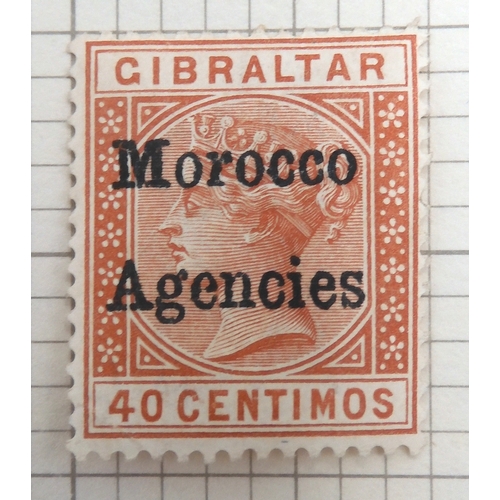 GIBRALTAR
Morocco
Agencies
40 CENTIMOS